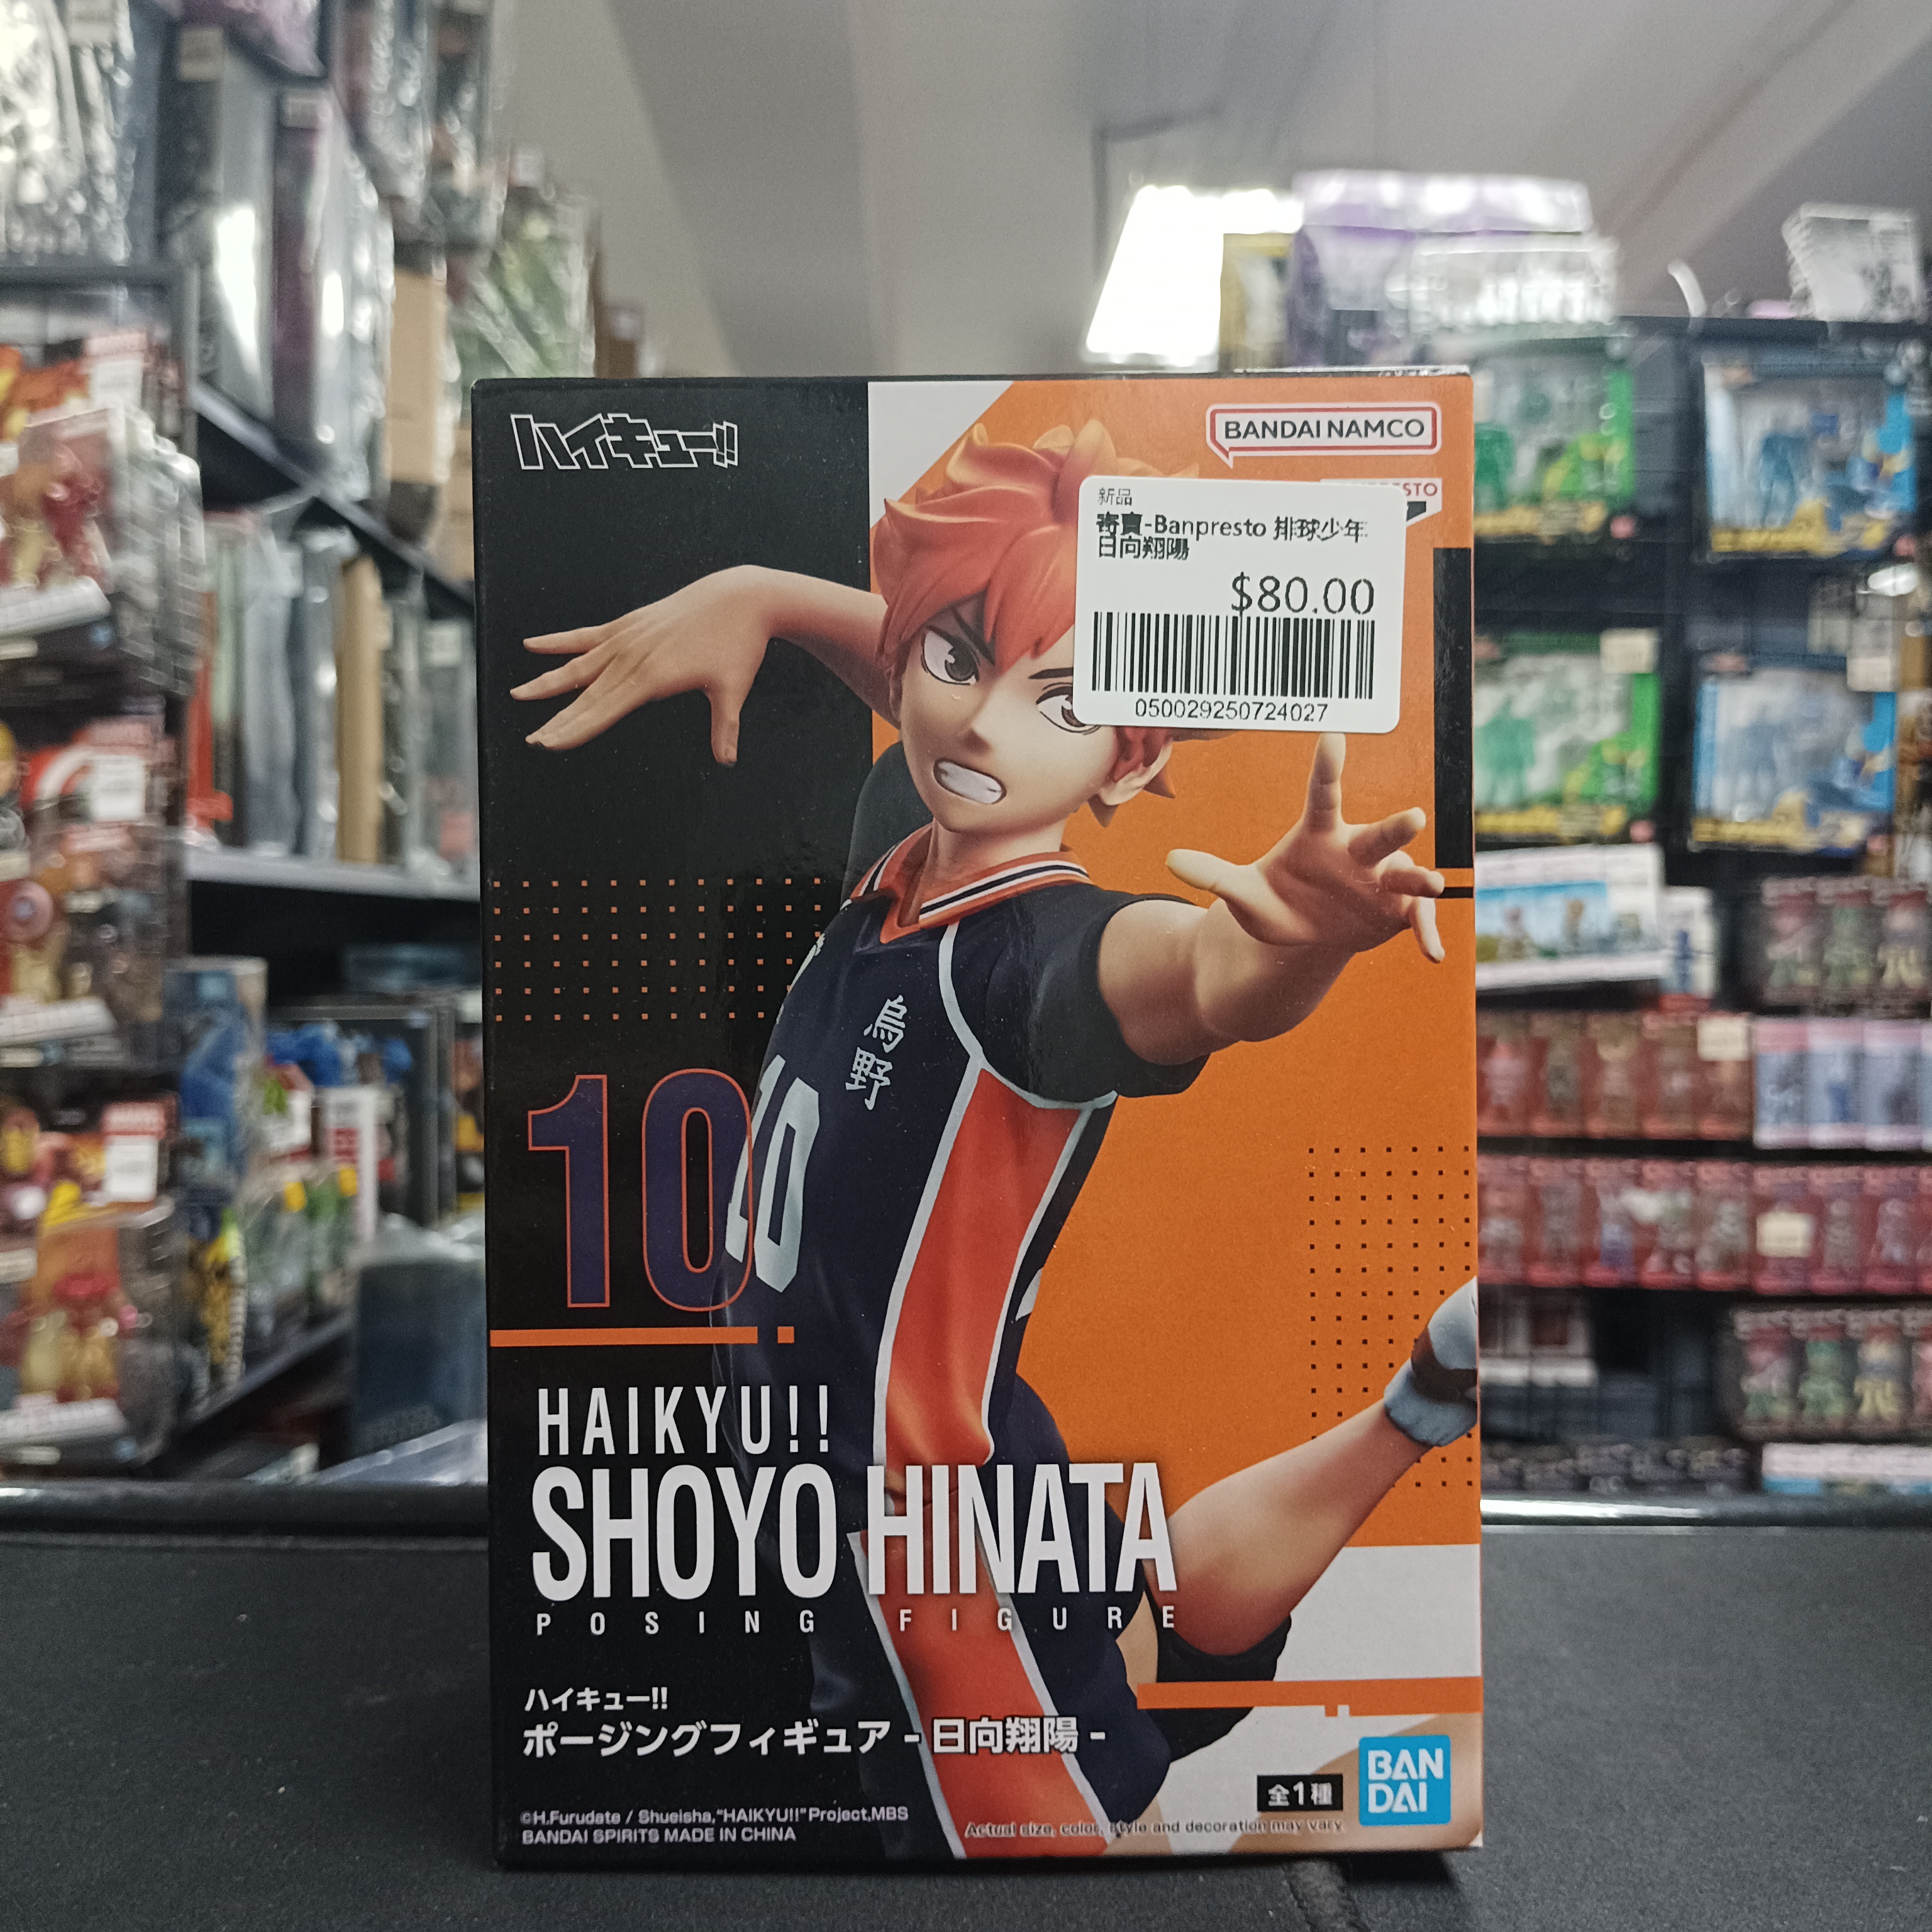 ハイキュー!!
BANDAI NAMCO
新品
寄賣-Banpresto 排球少年
日向翔陽
$80.00
050029250724027
烏野
10
10
HAIKYU!!
SHOYO HINATA
POSING FIGURE
ハイキュー!!
ポージングフィギュア - 日向翔陽 -
全1種
BAN
DAI
©H.Furudate / Shueisha,"HAIKYU!!" Project,MBS
BANDAI SPIRITS MADE IN CHINA
Actual size, color, style and decoration may vary.